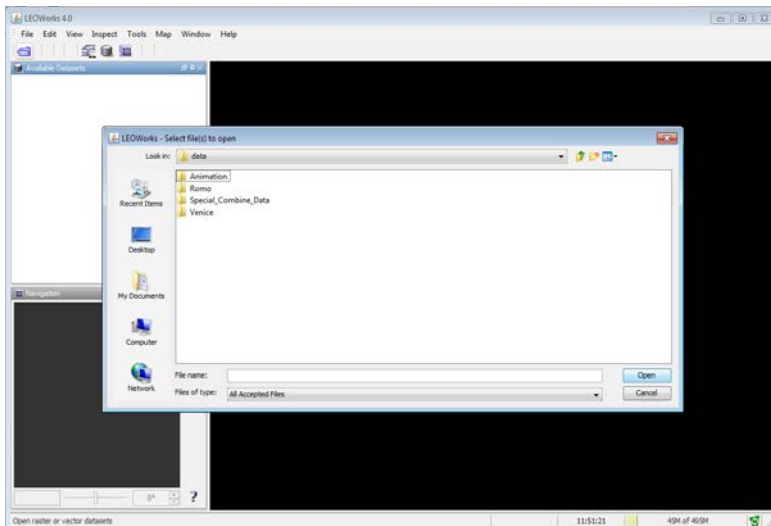 LEOWorks 4.0
File Edit View Inspect Tools Map Window Help
Available Datasets
LEOWorks - Select file(s) to open
Look in: data
Animation
Romo
Special_Combine_Data
Venice
Recent Items
Desktop
My Documents
Computer
Network
File name:
Open
Files of type: All Accepted Files
Cancel
Navigation
0°
?
Open raster or vector datasets
11:51:21
45M of 495M